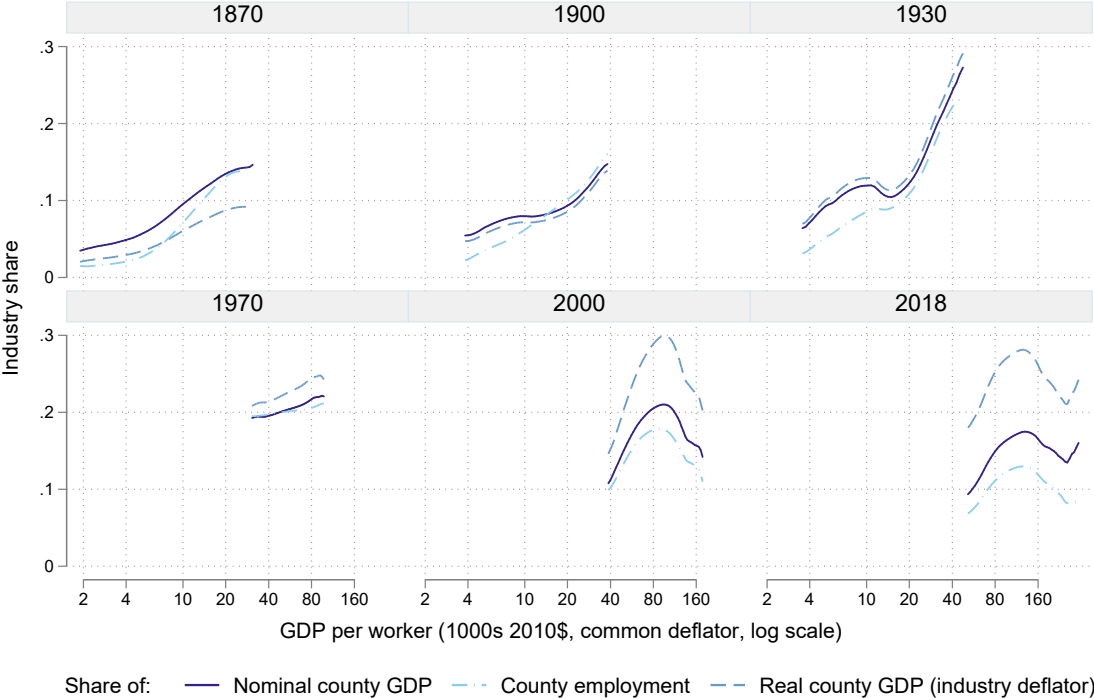 1870 1900 1930
.3
.2
.1
0
1970 2000 2018
.3
.2
.1
0
2 4 10 20 40 80 160 2 4 10 20 40 80 160 2 4 10 20 40 80 160
Industry share
GDP per worker (1000s 2010$, common deflator, log scale)
Share of: Nominal county GDP County employment Real county GDP (industry deflator)